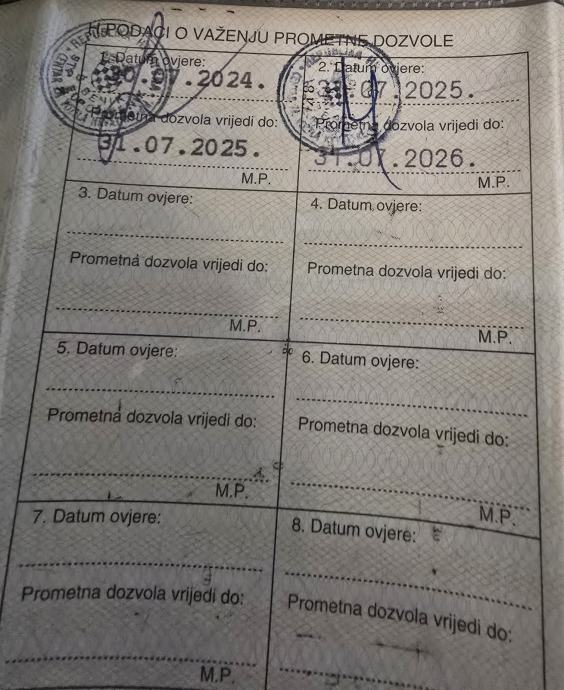 H) PODACI O VAŽENJU PROMETNE DOZVOLE
1. Datum ovjere:
30.07.2024.
Prometna dozvola vrijedi do:
31.07.2025.
M.P.
2. Datum ovjere:
.07.2025.
Prometna dozvola vrijedi do:
31.07.2026.
M.P.
3. Datum ovjere:
Prometna dozvola vrijedi do:
M.P.
4. Datum ovjere:
Prometna dozvola vrijedi do:
M.P.
5. Datum ovjere:
Prometna dozvola vrijedi do:
M.P.
6. Datum ovjere:
Prometna dozvola vrijedi do:
M.P.
7. Datum ovjere:
Prometna dozvola vrijedi do:
M.P.
8. Datum ovjere:
Prometna dozvola vrijedi do: